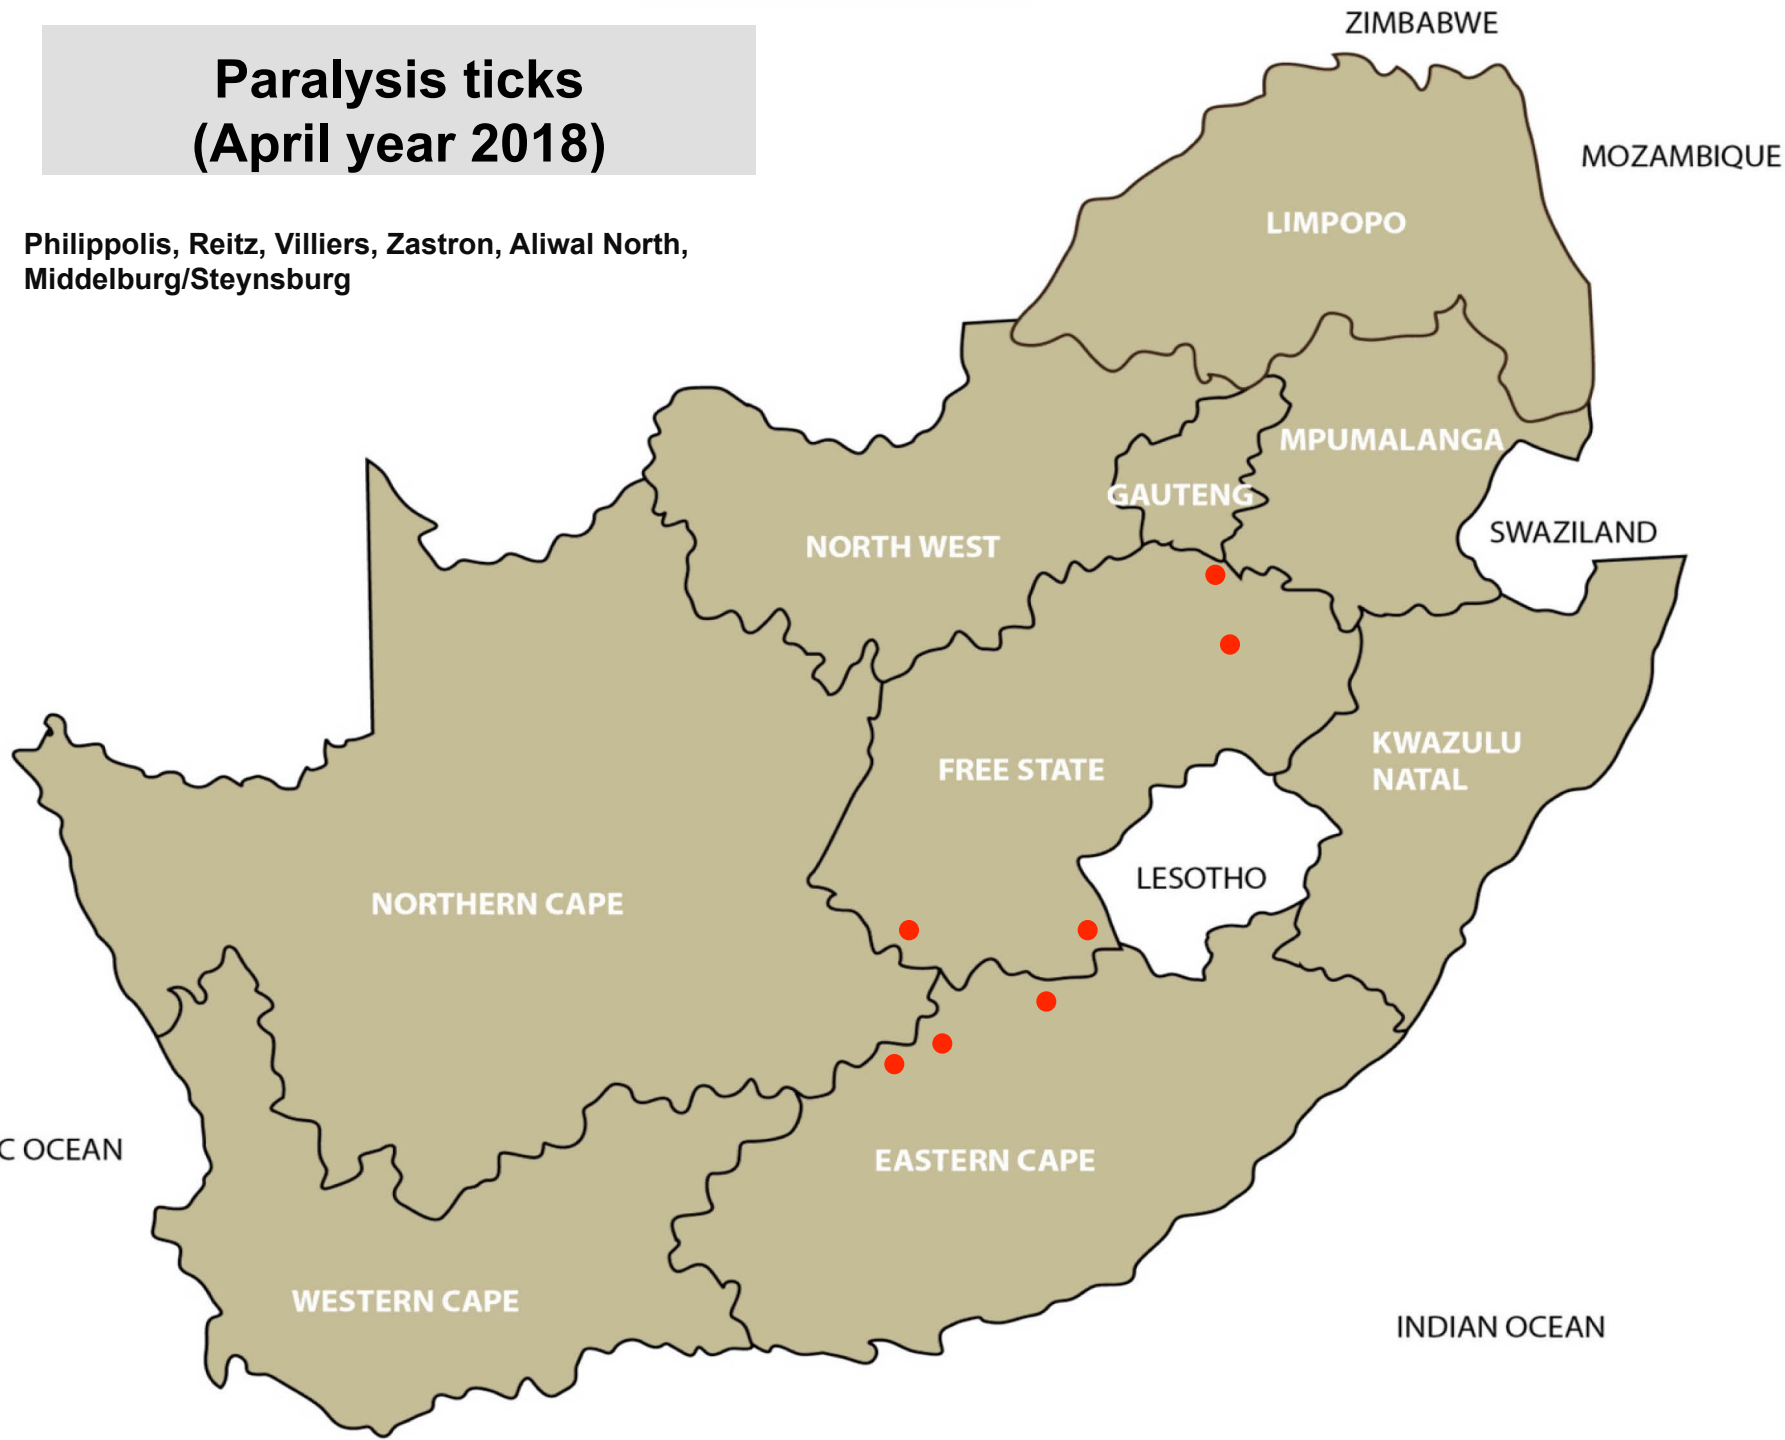 Paralysis ticks
(April year 2018)
Philippolis, Reitz, Villiers, Zastron, Aliwal North,
Middelburg/Steynsburg
ZIMBABWE
MOZAMBIQUE
LIMPOPO
MPUMALANGA
GAUTENG
SWAZILAND
NORTH WEST
KWAZULU
NATAL
FREE STATE
LESOTHO
NORTHERN CAPE
C OCEAN
EASTERN CAPE
WESTERN CAPE
INDIAN OCEAN